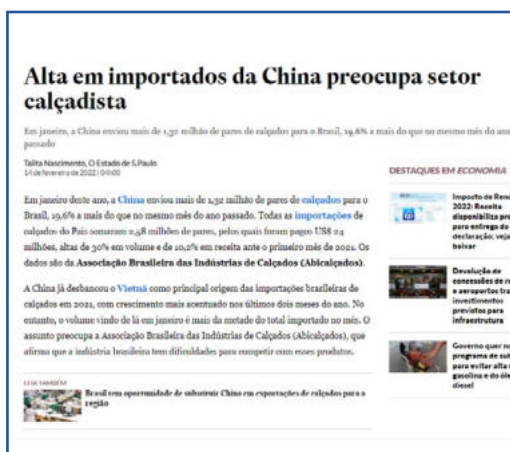 Alta em importados da China preocupa setor
calçadista
Em janeiro, a China enviou mais de 1,32 milhão de pares de calçados para o Brasil, 19,6% a mais do que no mesmo mês do ano
passado
Talita Nascimento, O Estado de S.Paulo
14 de fevereiro de 2022 | 04h00
Em janeiro deste ano, a China enviou mais de 1,32 milhão de pares de calçados para o
Brasil, 19,6% a mais do que no mesmo mês do ano passado. Todas as importações de
calçados do País somaram 2,58 milhões de pares, pelos quais foram pagos US$ 24
milhões, altas de 30% em volume e de 10,2% em receita ante o primeiro mês de 2021. Os
dados são da Associação Brasileira das Indústrias de Calçados (Abicalçados).
A China já desbancou o Vietnã como principal origem das importações brasileiras de
calçados em 2021, com crescimento mais acentuado nos últimos dois meses do ano. No
entanto, o volume vindo de lá em janeiro é mais da metade do total importado no mês. O
assunto preocupa a Associação Brasileira das Indústrias de Calçados (Abicalçados), que
afirma que a indústria brasileira tem dificuldades para competir com esses produtos.
LEIA TAMBÉM
Brasil tem oportunidade de substituir China em exportações de calçados para a
região
DESTAQUES EM ECONOMIA
Imposto de Ren
2022: Receita
disponibiliza pro
para entrega da
declaração; veja
baixar
Devolução de
concessões de ro
e aeroportos tra
investimentos
previstos para
infraestrutura
Governo quer no
programa de sub
para evitar alta
gasolina e do óle
diesel